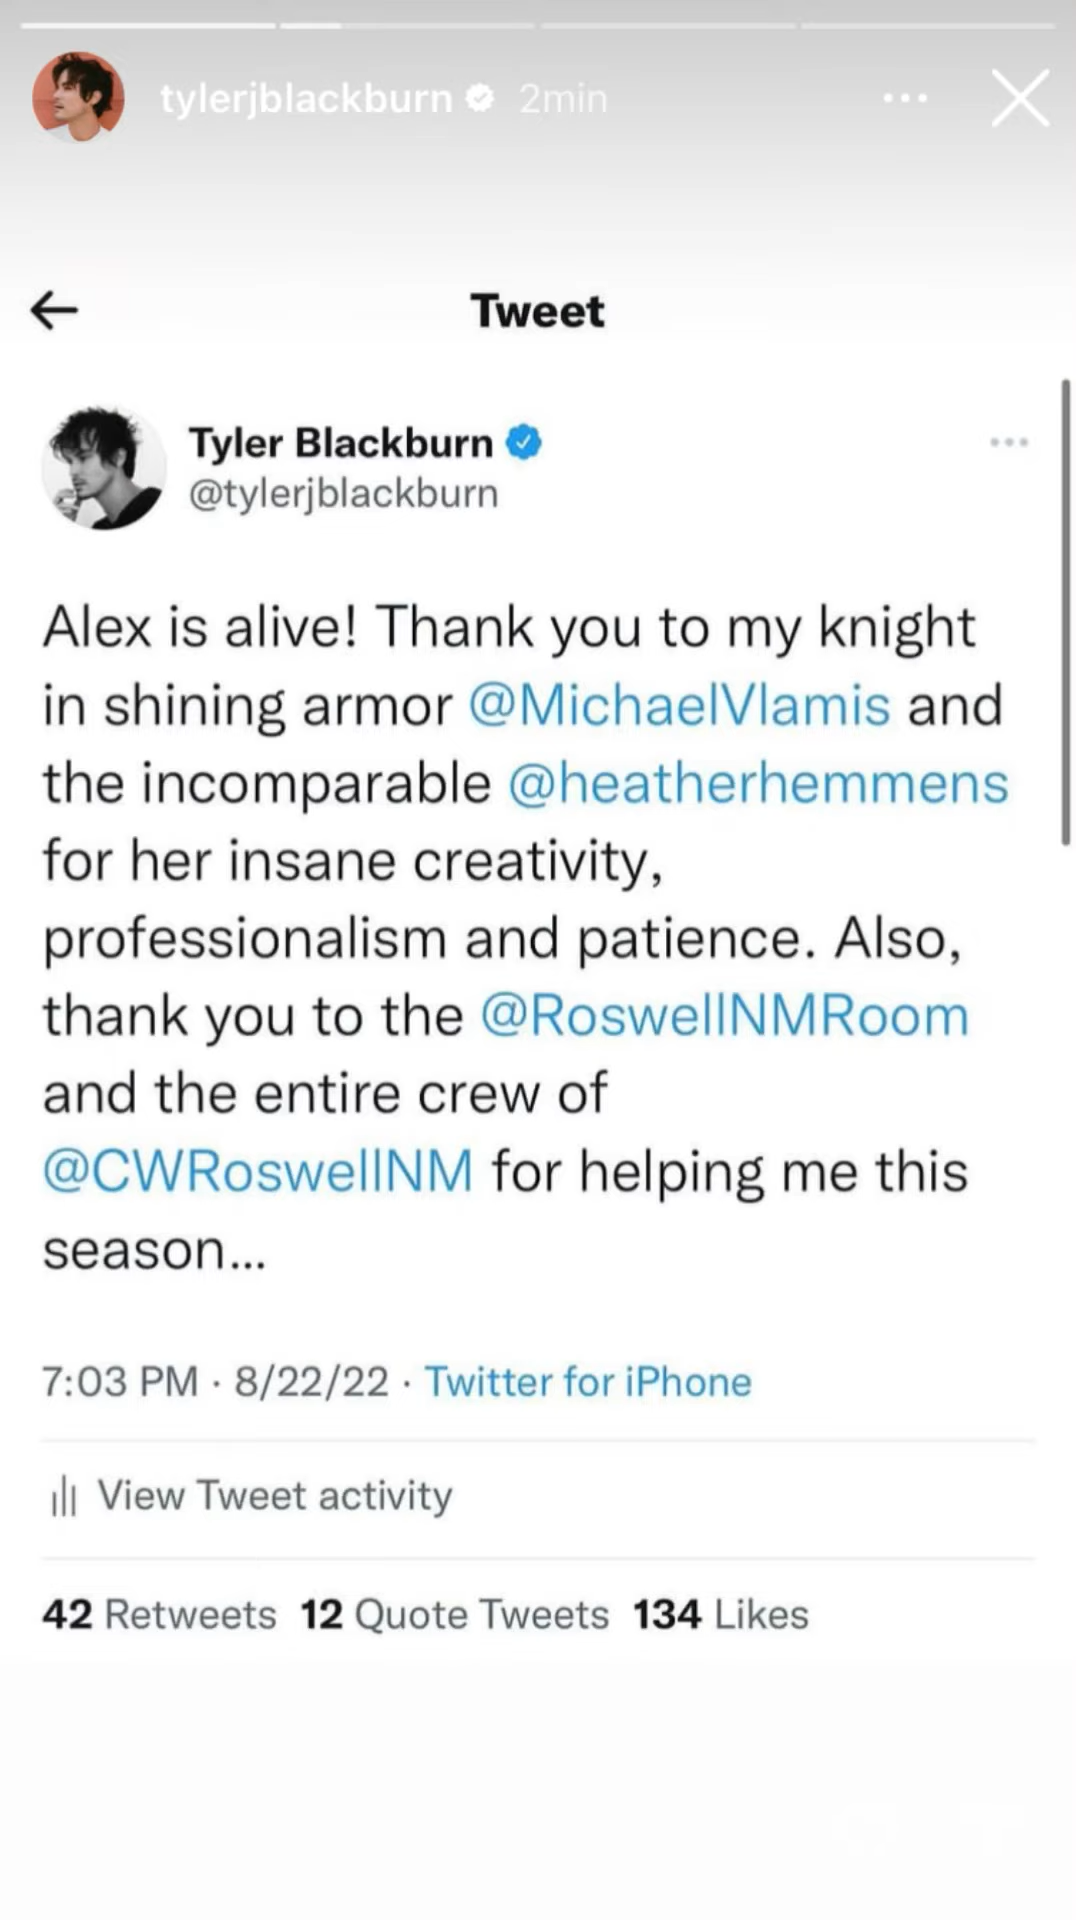 tylerjblackburn 2min
Tweet
Tyler Blackburn
@tylerjblackburn
Alex is alive! Thank you to my knight
in shining armor @MichaelVlamis and
the incomparable @heatherhemmens
for her insane creativity,
professionalism and patience. Also,
thank you to the @RoswellNMRoom
and the entire crew of
@CWRoswellNM for helping me this
season...
7:03 PM · 8/22/22 · Twitter for iPhone
View Tweet activity
42 Retweets 12 Quote Tweets 134 Likes